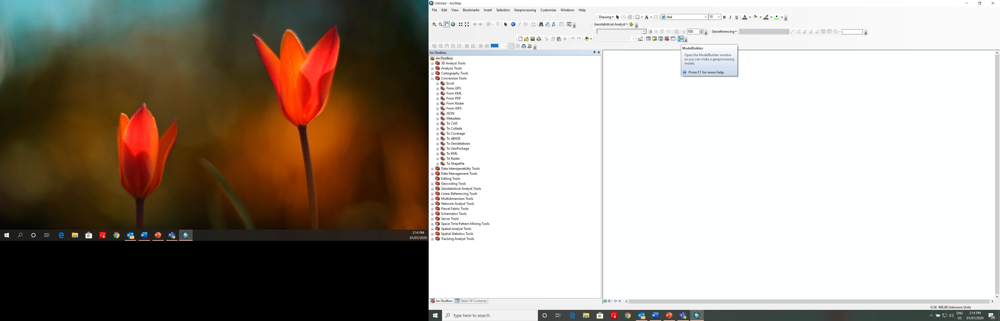 Untitled - ArcMap
File Edit View Bookmarks Insert Selection Geoprocessing Customize Windows Help
Drawing Arial 10 B I U A
Geostatistical Analyst
500 Georeferencing
ArcToolbox
ModelBuilder
Open the ModelBuilder window
so you can make a geoprocessing
model.
Press F1 for more help.
ArcToolbox
3D Analyst Tools
Analysis Tools
Cartography Tools
Conversion Tools
Excel
From GPS
From KML
From PDF
From Raster
From WFS
JSON
Metadata
To CAD
To Collada
To Coverage
To dBASE
To Geodatabase
To GeoPackage
To KML
To Raster
To Shapefile
Data Interoperability Tools
Data Management Tools
Editing Tools
Geocoding Tools
Geostatistical Analyst Tools
Linear Referencing Tools
Multidimension Tools
Network Analyst Tools
Parcel Fabric Tools
Schematics Tools
Server Tools
Space Time Pattern Mining Tools
Spatial Analyst Tools
Spatial Statistics Tools
Tracking Analyst Tools
ArcToolbox Table Of Contents
-0.56 998.88 Unknown Units
2:14 PM
01/07/2020
Type here to search
ENG
US
2:14 PM
01/07/2020
26